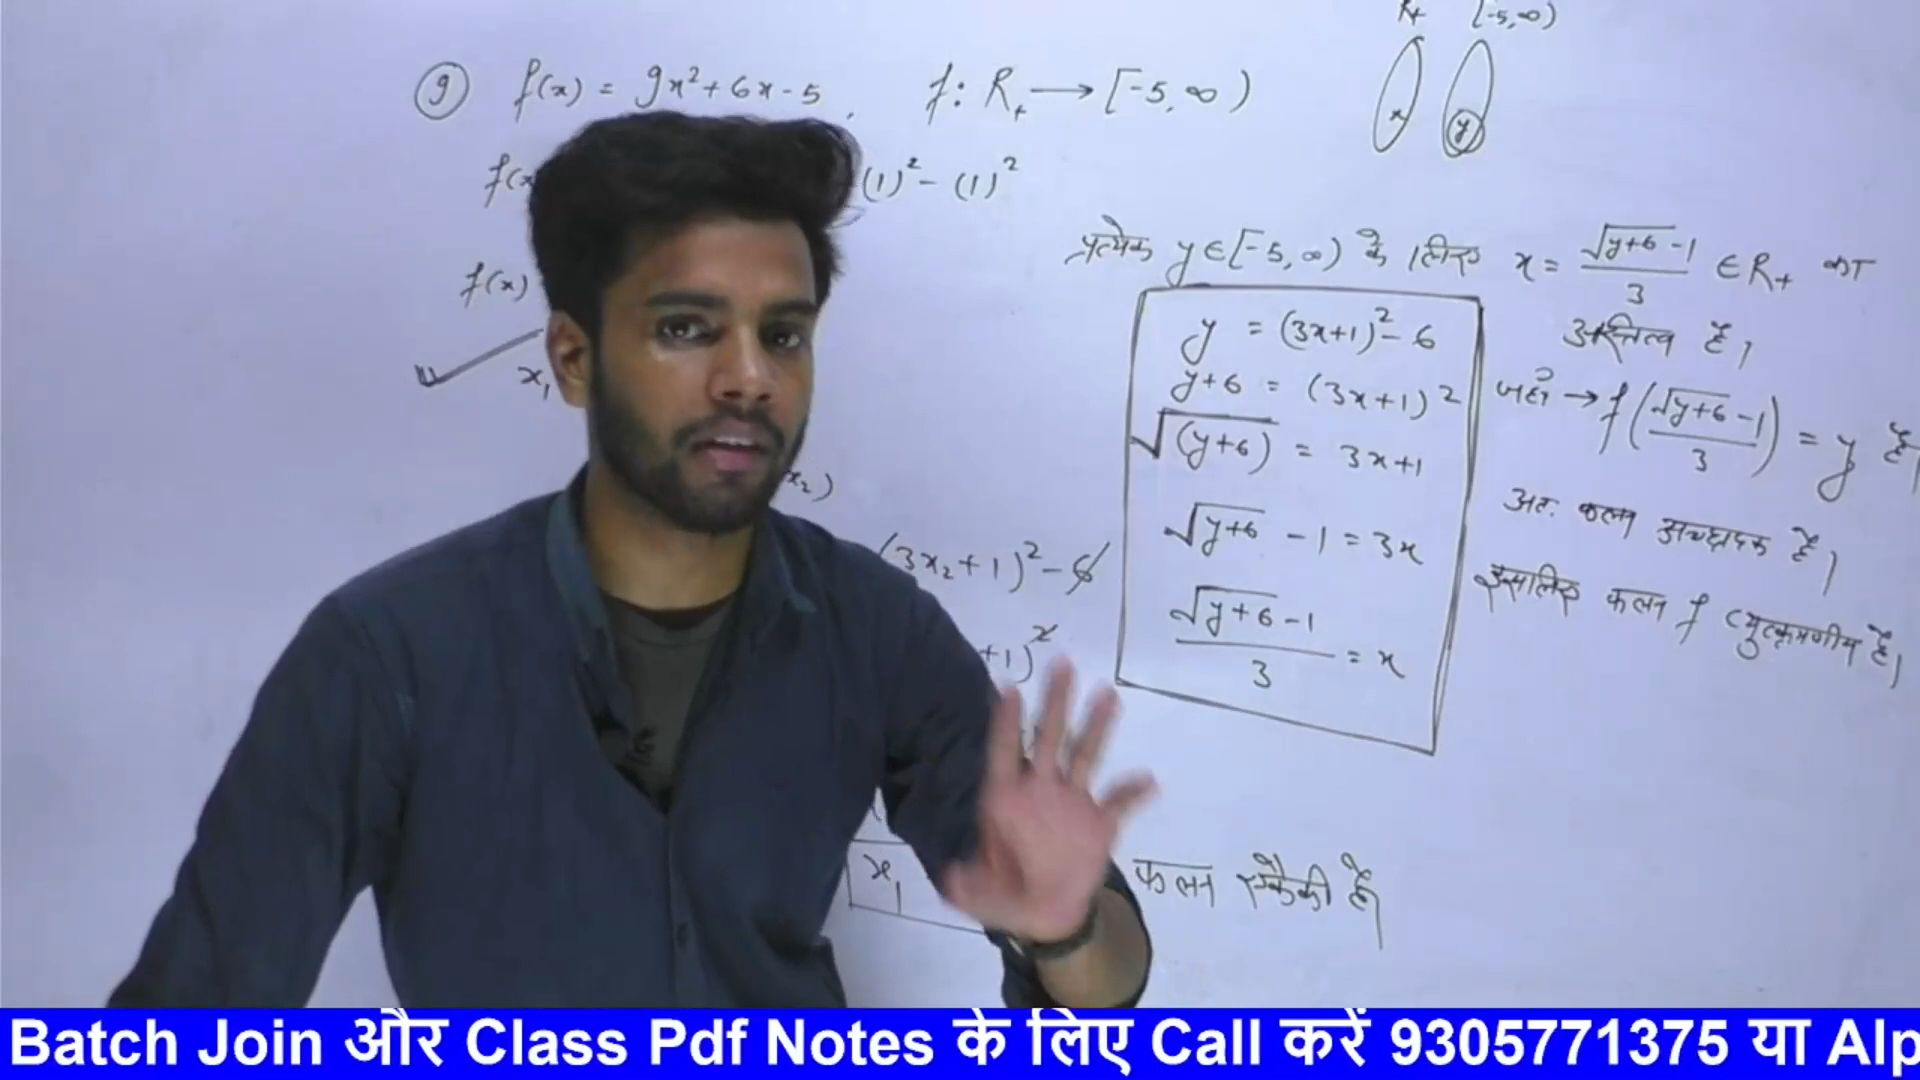 R+ [-5,∞)
x y
⑨ f(x) = 9x²+6x-5, f: R+ ⟶ [-5,∞)
(1)² - (1)²
f(x)
x₁
x₂)
(3x₂+1)² - 6
+1)²
x₁
फलन एकैकी है।
प्रत्येक y ∈ [-5,∞) के लिए x = (√(y+6) - 1)/3 ∈ R+ का
अस्तित्व है।
y = (3x+1)² - 6
y+6 = (3x+1)²
√(y+6) = 3x+1
√(y+6) - 1 = 3x
(√(y+6) - 1)/3 = x
जहाँ → f((√(y+6) - 1)/3) = y है।
अतः फलन आच्छादक है।
इसलिए फलन f व्युत्क्रमणीय है।
Batch Join और Class Pdf Notes के लिए Call करें 9305771375 या Alp